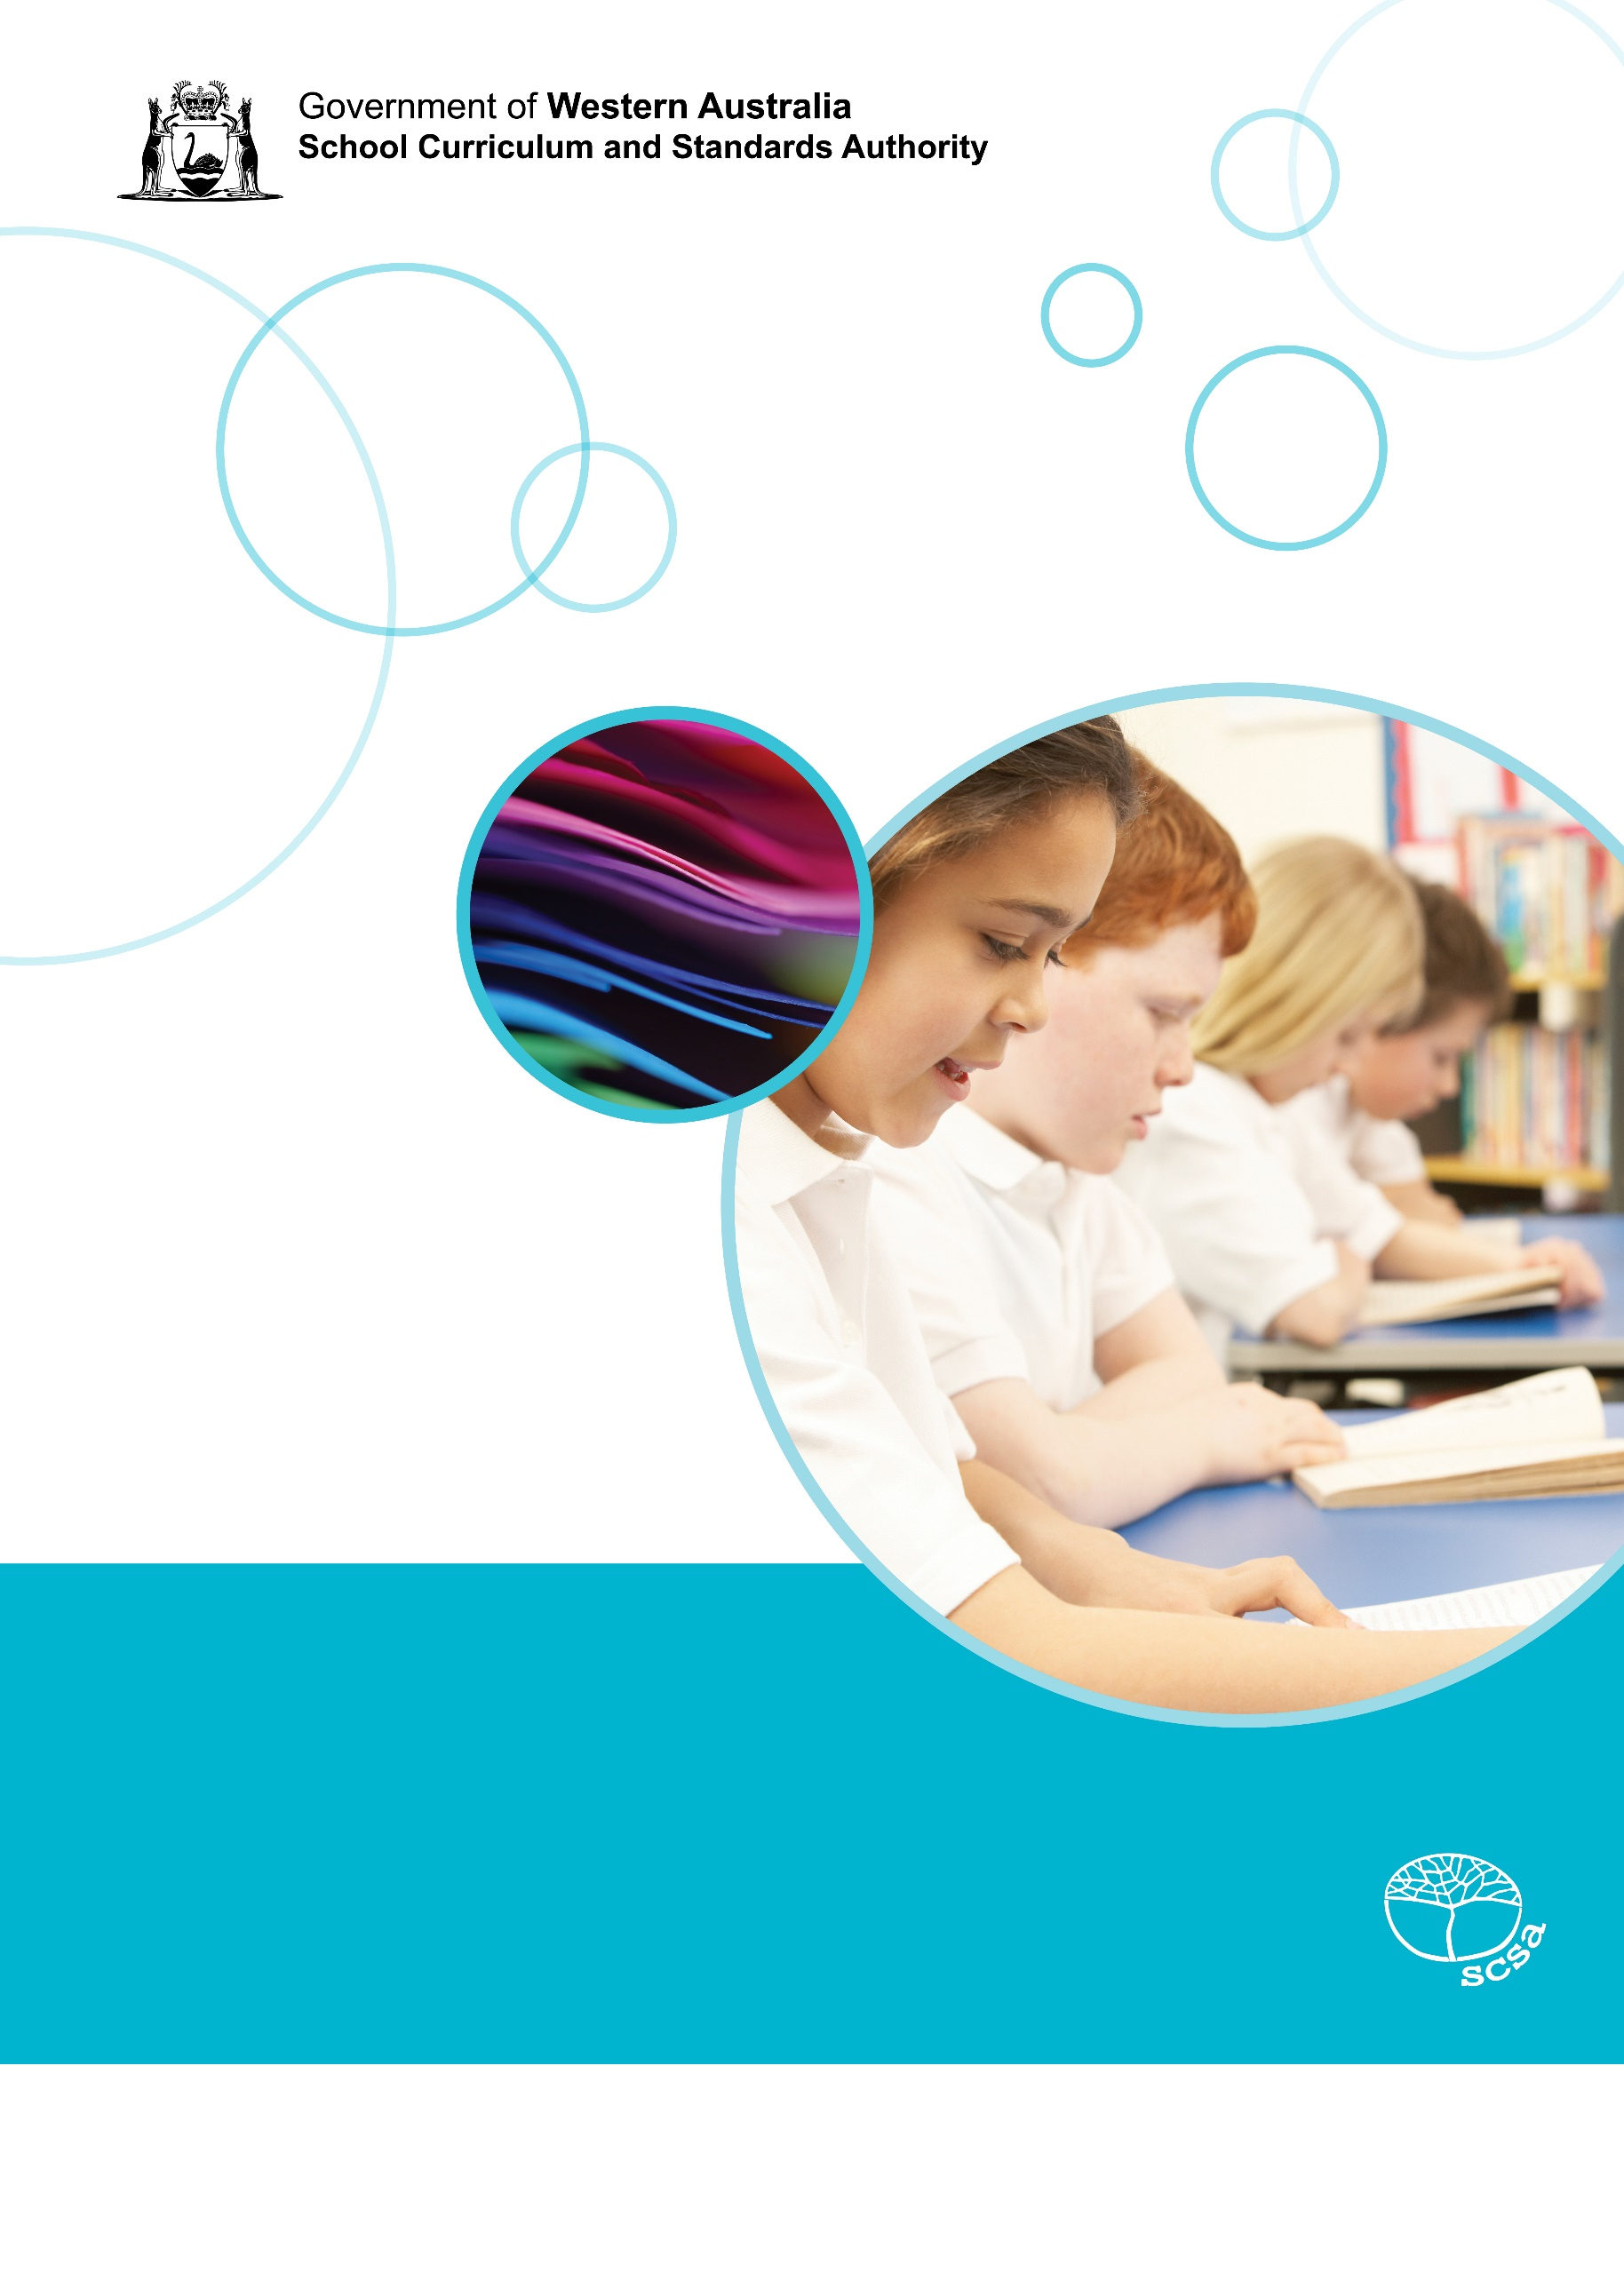 Government of Western Australia
School Curriculum and Standards Authority
scsa